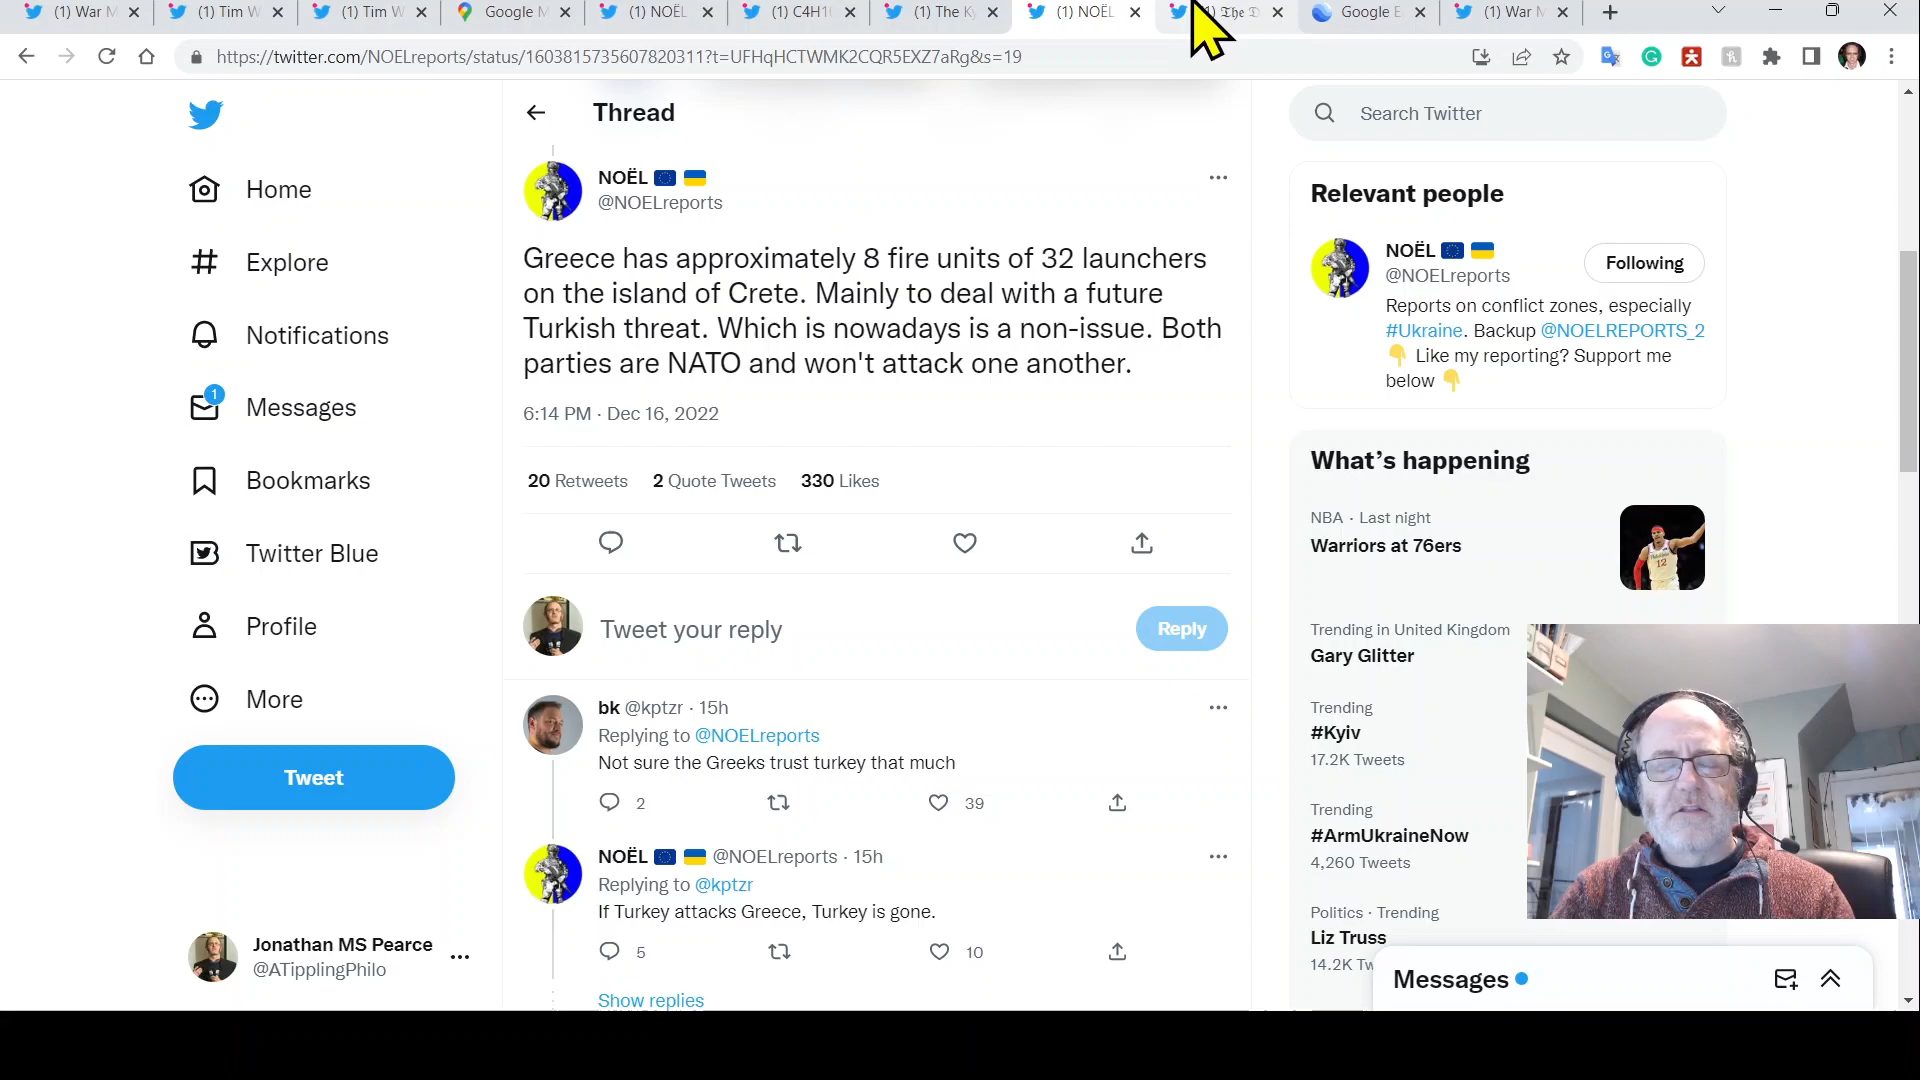 (1) War M
(1) Tim W
(1) Tim W
Google M
(1) NOËL
(1) C4H1
(1) The Ky
(1) NOËL
Google E
(1) War M
https://twitter.com/NOELreports/status/1603815735607820311?t=UFHqHCTWMK2CQR5EXZ7aRg&s=19
Home
Explore
Notifications
1
Messages
Bookmarks
Twitter Blue
Profile
More
Tweet
Jonathan MS Pearce
@ATipplingPhilo
Thread
NOËL
@NOELreports
Greece has approximately 8 fire units of 32 launchers
on the island of Crete. Mainly to deal with a future
Turkish threat. Which is nowadays is a non-issue. Both
parties are NATO and won't attack one another.
6:14 PM · Dec 16, 2022
20 Retweets 2 Quote Tweets 330 Likes
Tweet your reply
Reply
bk @kptzr · 15h
Replying to @NOELreports
Not sure the Greeks trust turkey that much
2 39
NOËL @NOELreports · 15h
Replying to @kptzr
If Turkey attacks Greece, Turkey is gone.
5 10
Show replies
Search Twitter
Relevant people
NOËL
@NOELreports
Following
Reports on conflict zones, especially
#Ukraine. Backup @NOELREPORTS_2
Like my reporting? Support me
below
What's happening
NBA · Last night
Warriors at 76ers
Trending in United Kingdom
Gary Glitter
Trending
#Kyiv
17.2K Tweets
Trending
#ArmUkraineNow
4,260 Tweets
Politics · Trending
Liz Truss
14.2K Tw
Messages